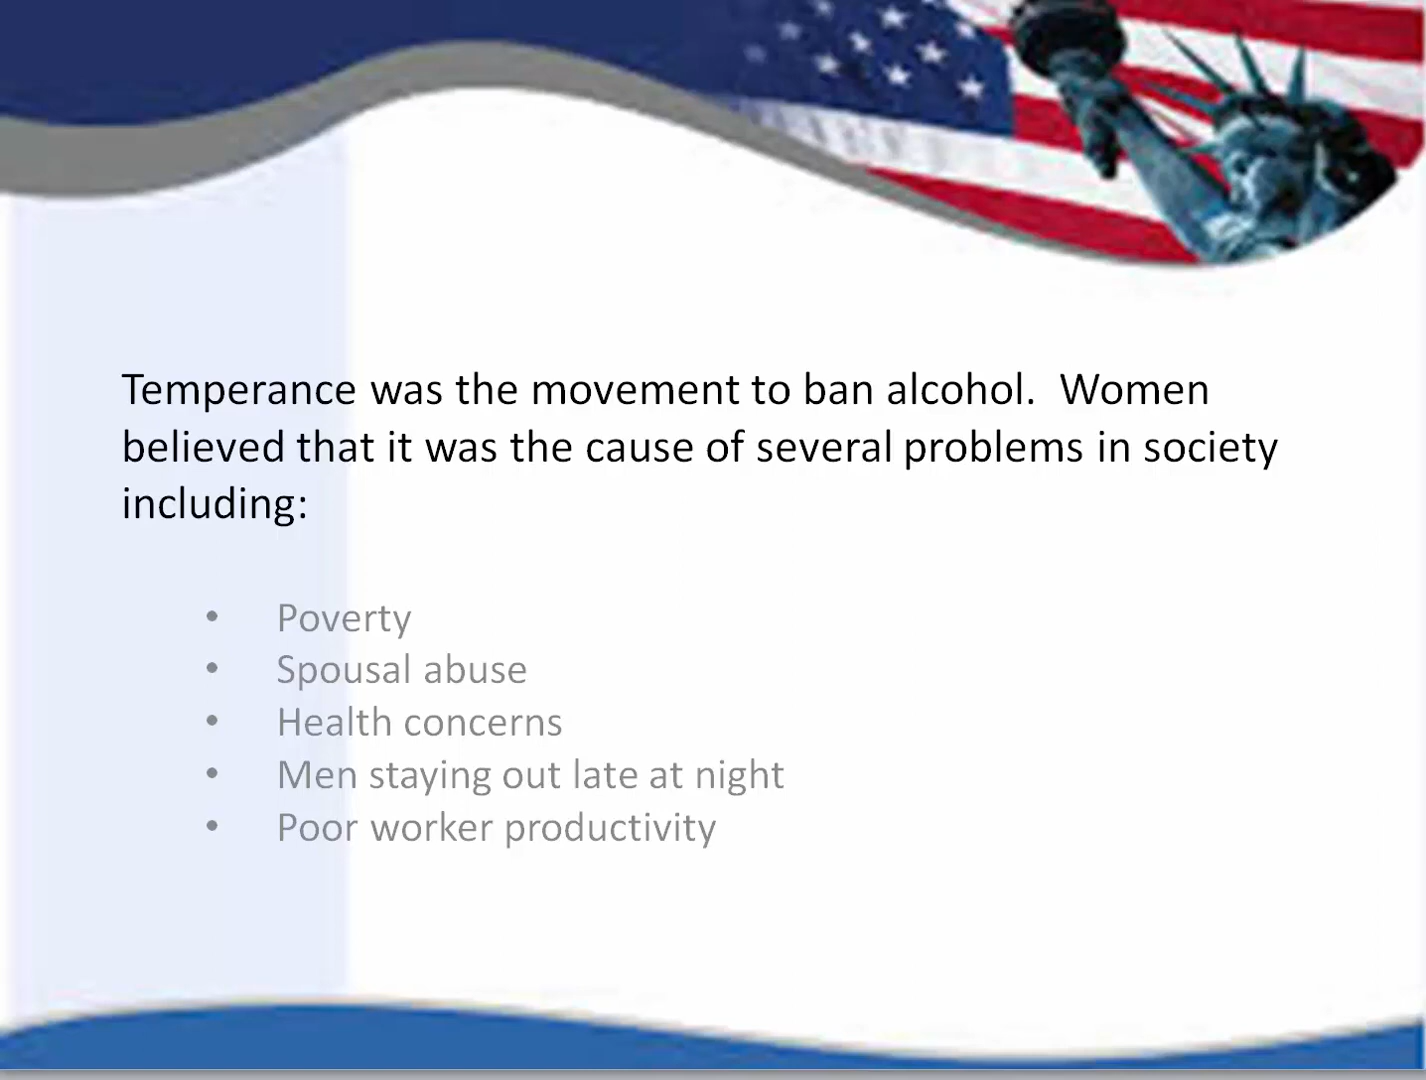 Temperance was the movement to ban alcohol.  Women
believed that it was the cause of several problems in society
including:
• Poverty
• Spousal abuse
• Health concerns
• Men staying out late at night
• Poor worker productivity